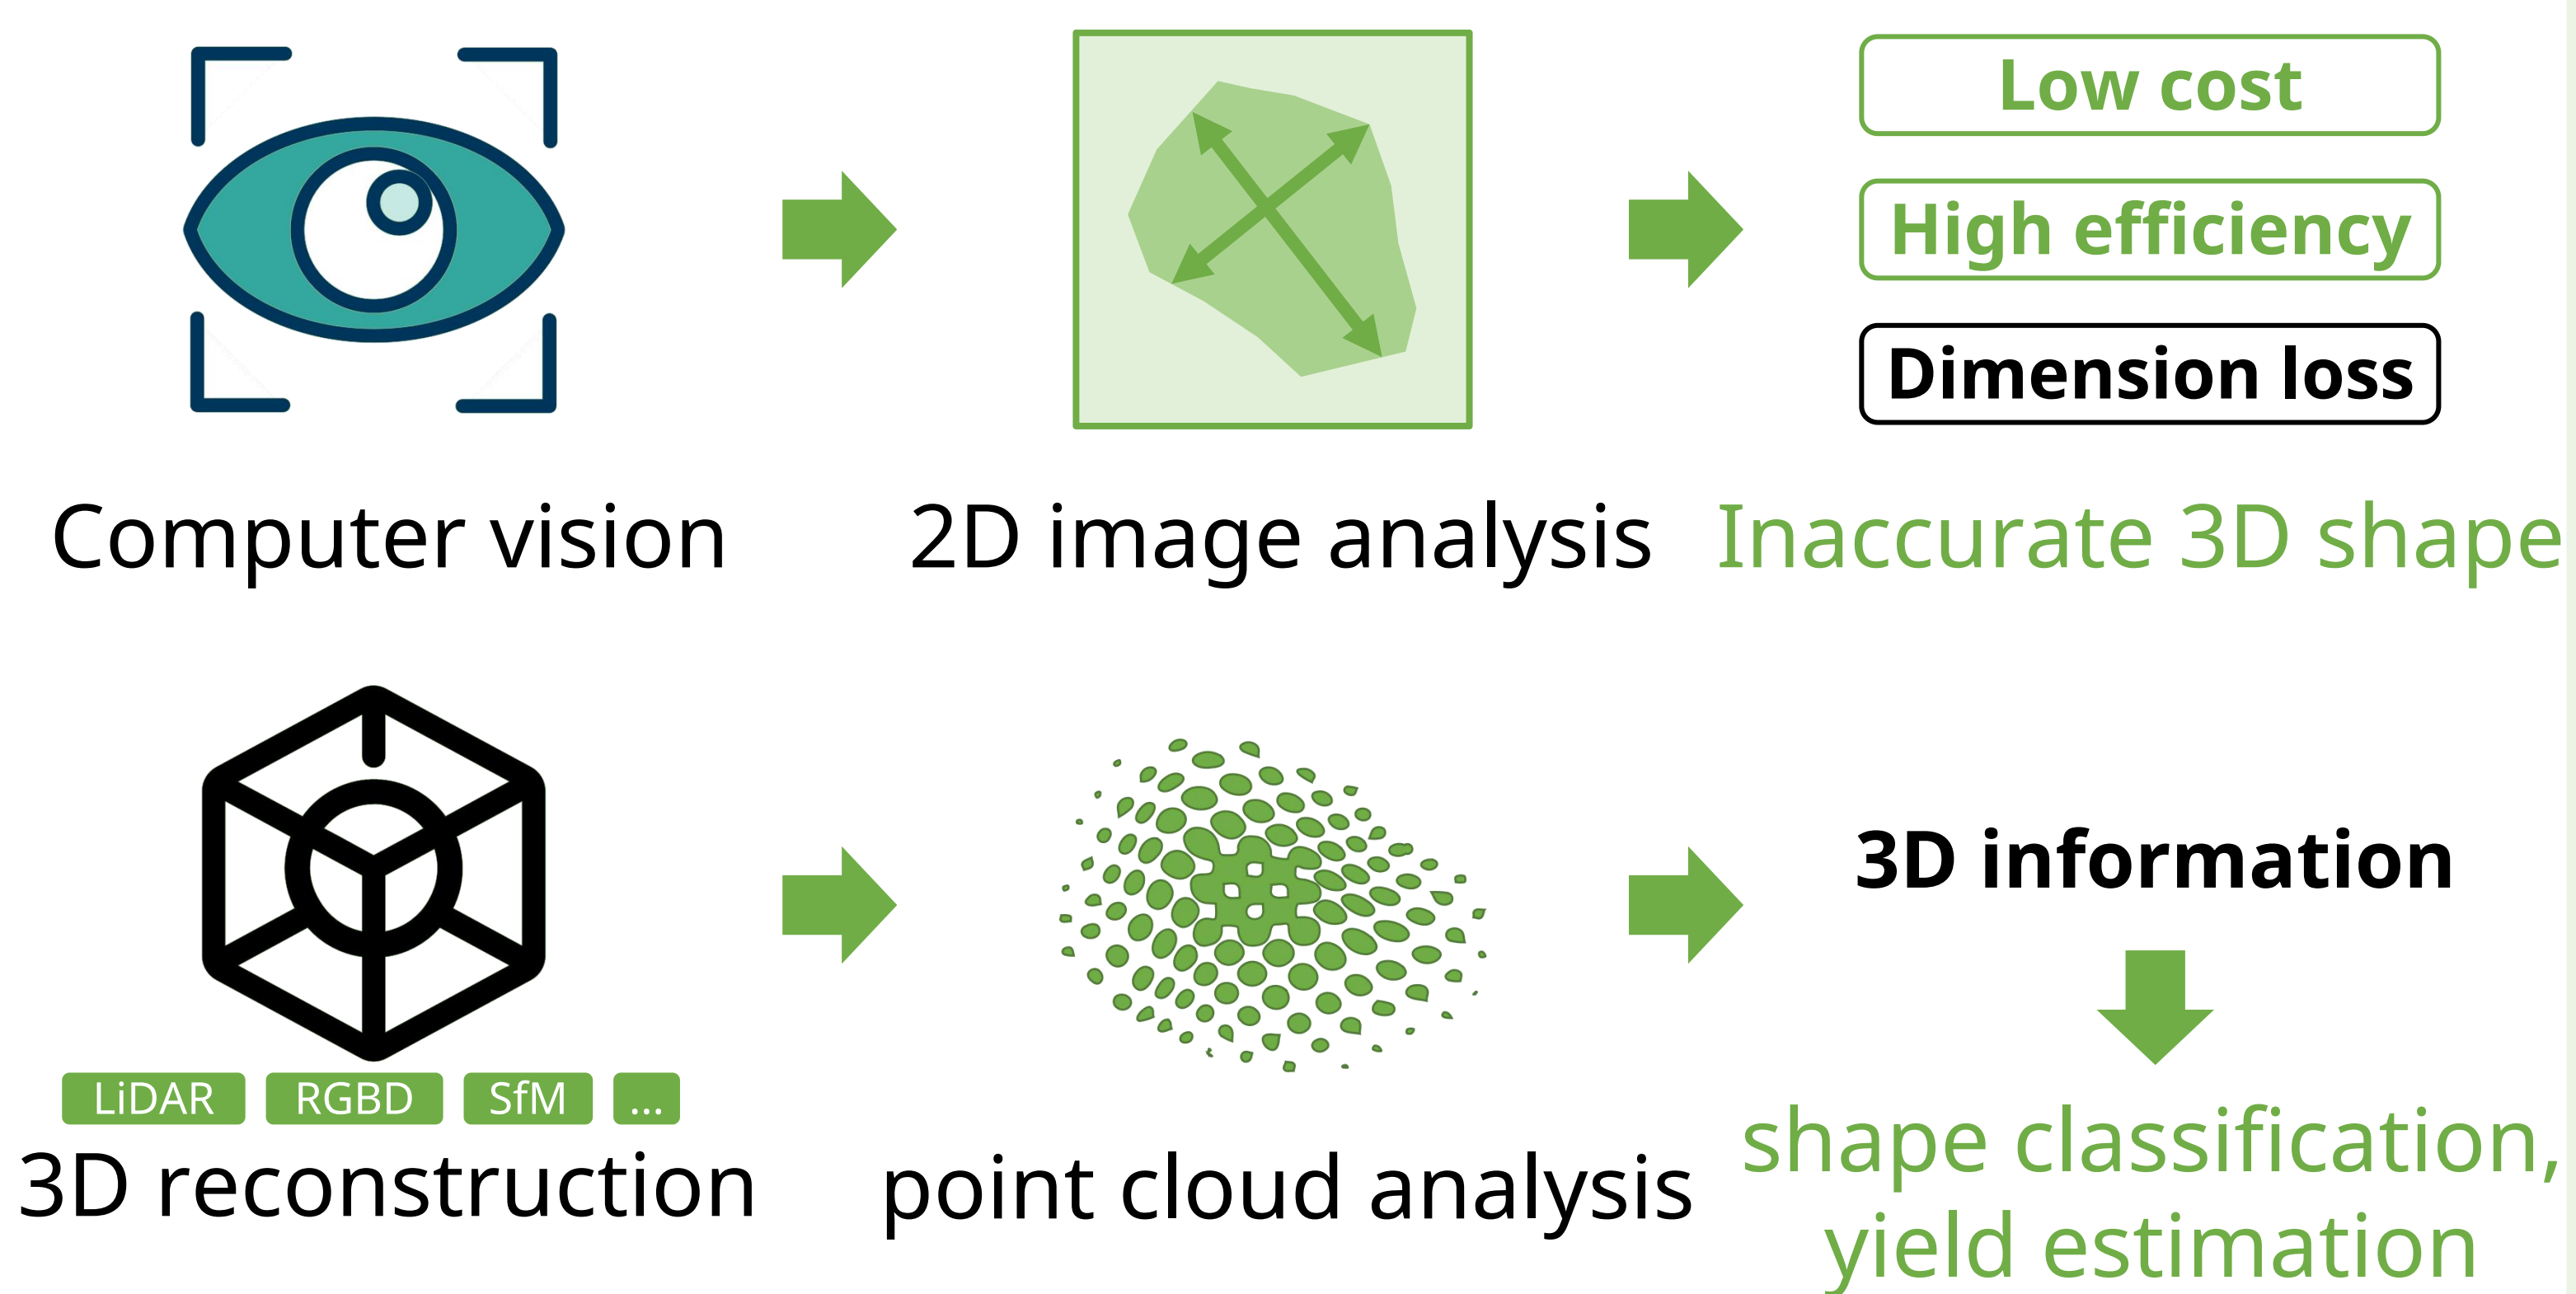 Low cost
High efficiency
Dimension loss
Computer vision
2D image analysis
Inaccurate 3D shape
3D information
LiDAR
RGBD
SfM
...
3D reconstruction
point cloud analysis
shape classification,
yield estimation